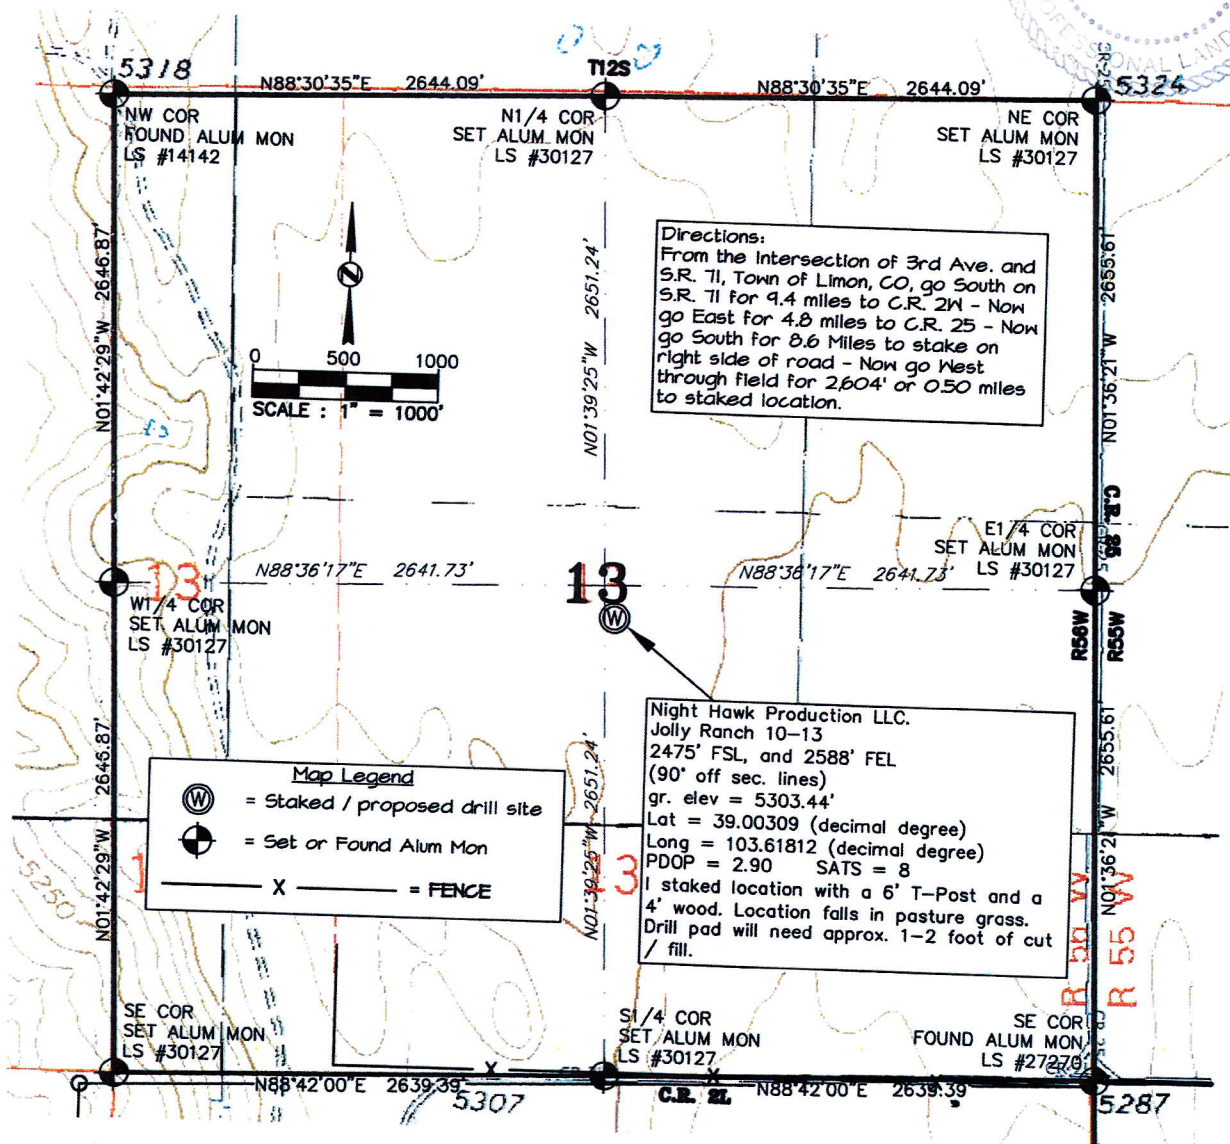 PROFESSIONAL LAND
5318
N88°30'35"E 2644.09'
T12S
N88°30'35"E 2644.09'
5324
NW COR
FOUND ALUM MON
LS #14142
N1/4 COR
SET ALUM MON
LS #30127
NE COR
SET ALUM MON
LS #30127
N01°42'29"W 2646.87'
N01°39'25"W 2651.24'
N01°36'21"W 2655.61'
N
0 500 1000
SCALE : 1" = 1000'
Directions:
From the intersection of 3rd Ave. and
S.R. 71, Town of Limon, CO, go South on
S.R. 71 for 9.4 miles to C.R. 2W - Now
go East for 4.8 miles to C.R. 25 - Now
go South for 8.6 Miles to stake on
right side of road - Now go West
through field for 2,604' or 0.50 miles
to staked location.
C.R. 25
E1/4 COR
SET ALUM MON
LS #30127
13
N88°36'17"E 2641.73'
13
N88°36'17"E 2641.73'
W1/4 COR
SET ALUM MON
LS #30127
W
R56W
R55W
Night Hawk Production LLC.
Jolly Ranch 10-13
2475' FSL, and 2588' FEL
(90° off sec. lines)
gr. elev = 5303.44'
Lat = 39.00309 (decimal degree)
Long = 103.61812 (decimal degree)
PDOP = 2.90 SATS = 8
I staked location with a 6' T-Post and a
4' wood. Location falls in pasture grass.
Drill pad will need approx. 1-2 foot of cut
/ fill.
N01°42'29"W 2646.87'
N01°39'25"W 2651.24'
N01°36'21"W 2655.61'
Map Legend
W = Staked / proposed drill site
= Set or Found Alum Mon
X = FENCE
5250
13
R 56 W
R 55 W
SE COR
SET ALUM MON
LS #30127
S1/4 COR
SET ALUM MON
LS #30127
SE COR
FOUND ALUM MON
LS #27270
X
X
N88°42'00"E 2639.39
5307
C.R. 2L
N88°42'00"E 2639.39
5287